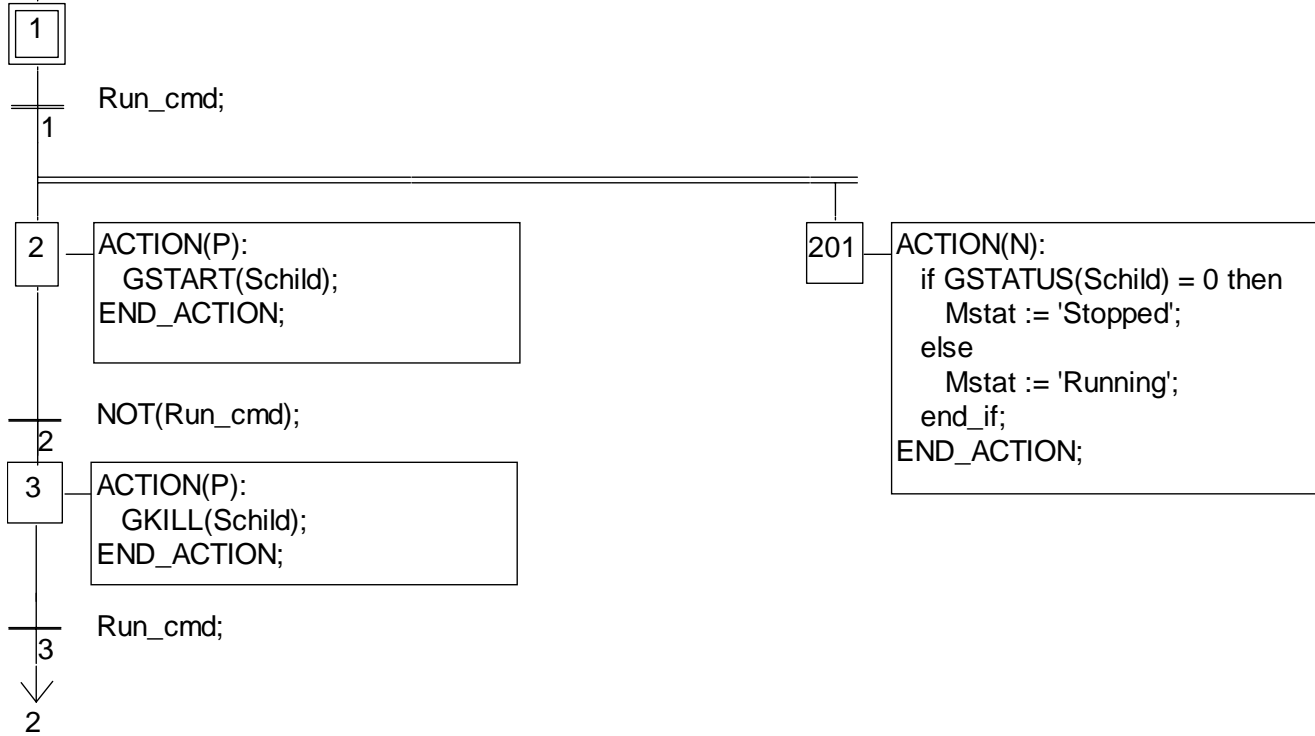 1
Run_cmd;
1
2
ACTION(P):
GSTART(Schild);
END_ACTION;
201
ACTION(N):
if GSTATUS(Schild) = 0 then
Mstat := 'Stopped';
else
Mstat := 'Running';
end_if;
END_ACTION;
NOT(Run_cmd);
2
3
ACTION(P):
GKILL(Schild);
END_ACTION;
Run_cmd;
3
2